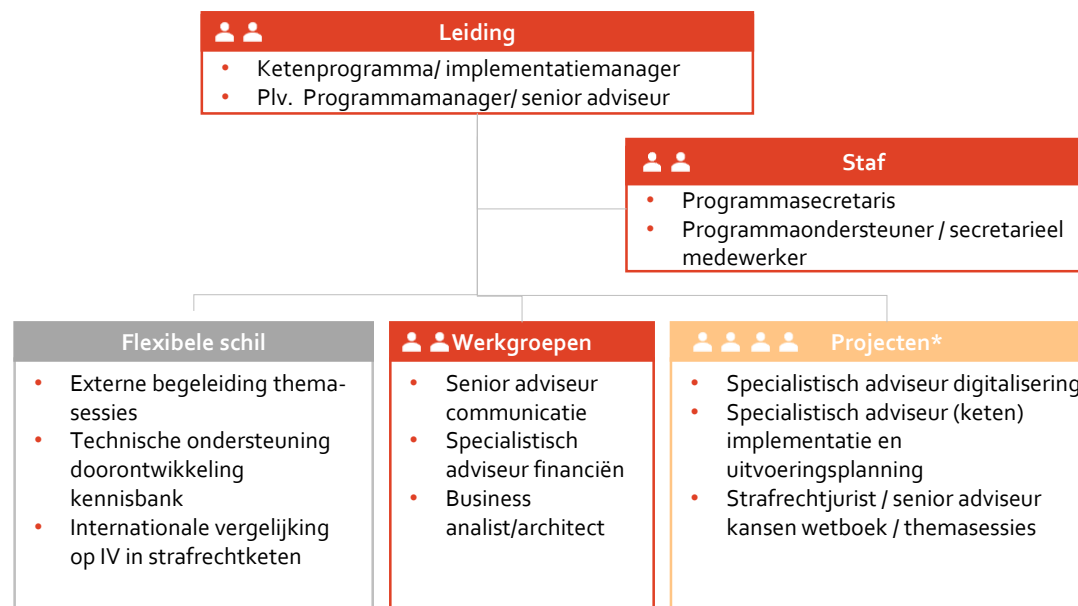 Leiding
• Ketenprogramma/ implementatiemanager
• Plv. Programmamanager/ senior adviseur
Staf
• Programmasecretaris
• Programmaondersteuner / secretarieel
medewerker
Flexibele schil
• Externe begeleiding thema-
sessies
• Technische ondersteuning
doorontwikkeling
kennisbank
• Internationale vergelijking
op IV in strafrechtketen
Werkgroepen
• Senior adviseur
communicatie
• Specialistisch
adviseur financiën
• Business
analist/architect
Projecten*
• Specialistisch adviseur digitalisering
• Specialistisch adviseur (keten)
implementatie en
uitvoeringsplanning
• Strafrechtjurist / senior adviseur
kansen wetboek / themasessies